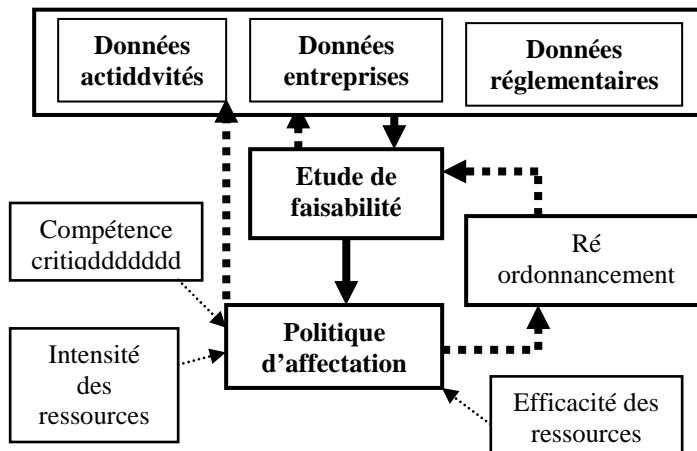 Données
actiddvités
Données
entreprises
Données
réglementaires
Etude de
faisabilité
Compétence
critiqddddddd
Ré
ordonnancement
Politique
d'affectation
Intensité
des
ressources
Efficacité des
ressources